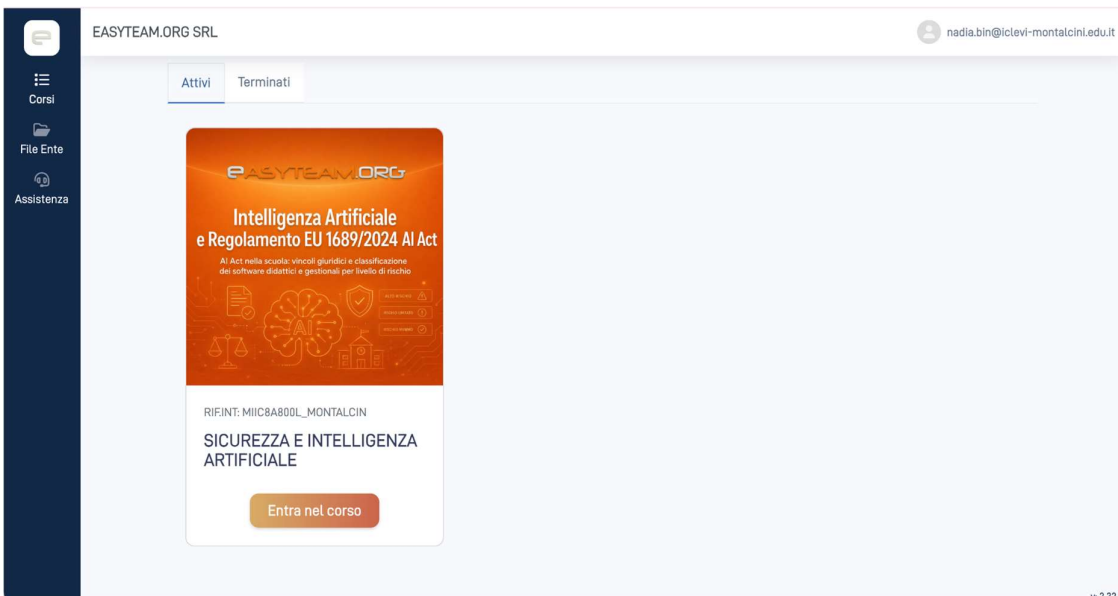 EASYTEAM.ORG SRL
nadia.bin@iclevi-montalcini.edu.it
Corsi
File Ente
Assistenza
Attivi
Terminati
eASYTEAM.ORG
Intelligenza Artificiale
e Regolamento EU 1689/2024 AI Act
AI Act nella scuola: vincoli giuridici e classificazione
dei software didattici e gestionali per livello di rischio
AI
RIF.INT: MIIC8A800L_MONTALCIN
SICUREZZA E INTELLIGENZA
ARTIFICIALE
Entra nel corso